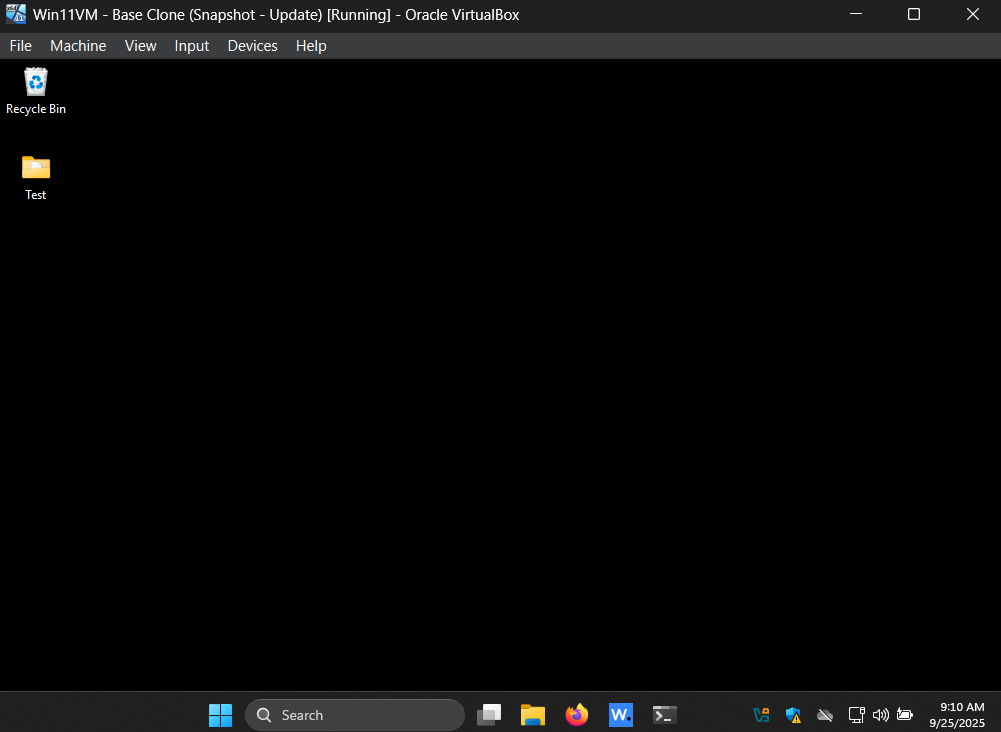 Win11VM - Base Clone (Snapshot - Update) [Running] - Oracle VirtualBox
File Machine View Input Devices Help
Recycle Bin
Test
Search
W.
9:10 AM
9/25/2025